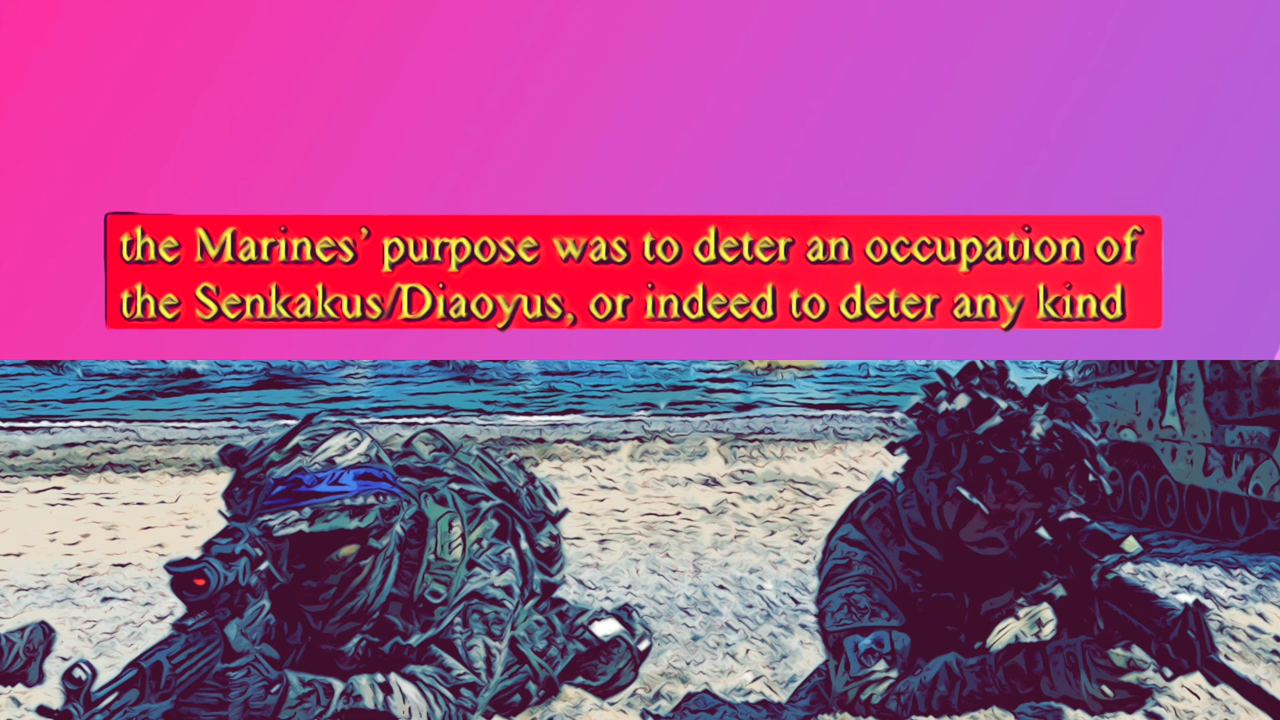 the Marines’ purpose was to deter an occupation of
the Senkakus/Diaoyus, or indeed to deter any kind